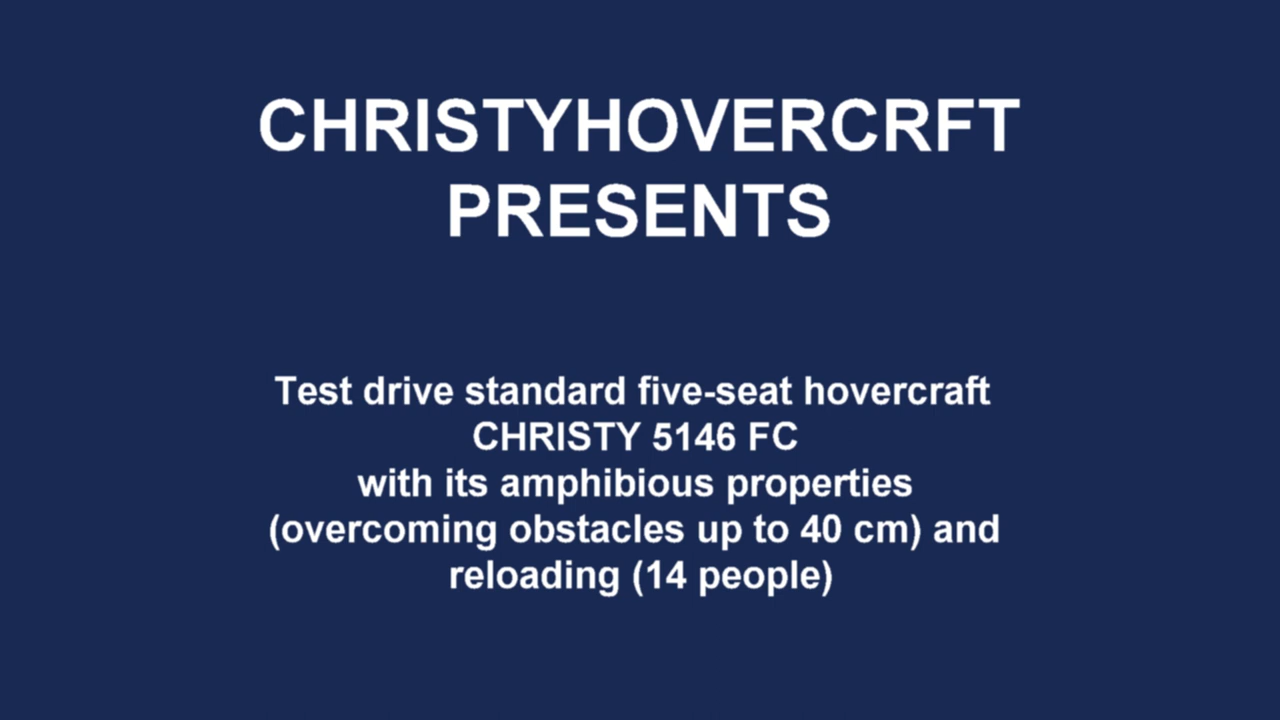 CHRISTYHOVERCRFT
PRESENTS
Test drive standard five-seat hovercraft
CHRISTY 5146 FC
with its amphibious properties
(overcoming obstacles up to 40 cm) and
reloading (14 people)